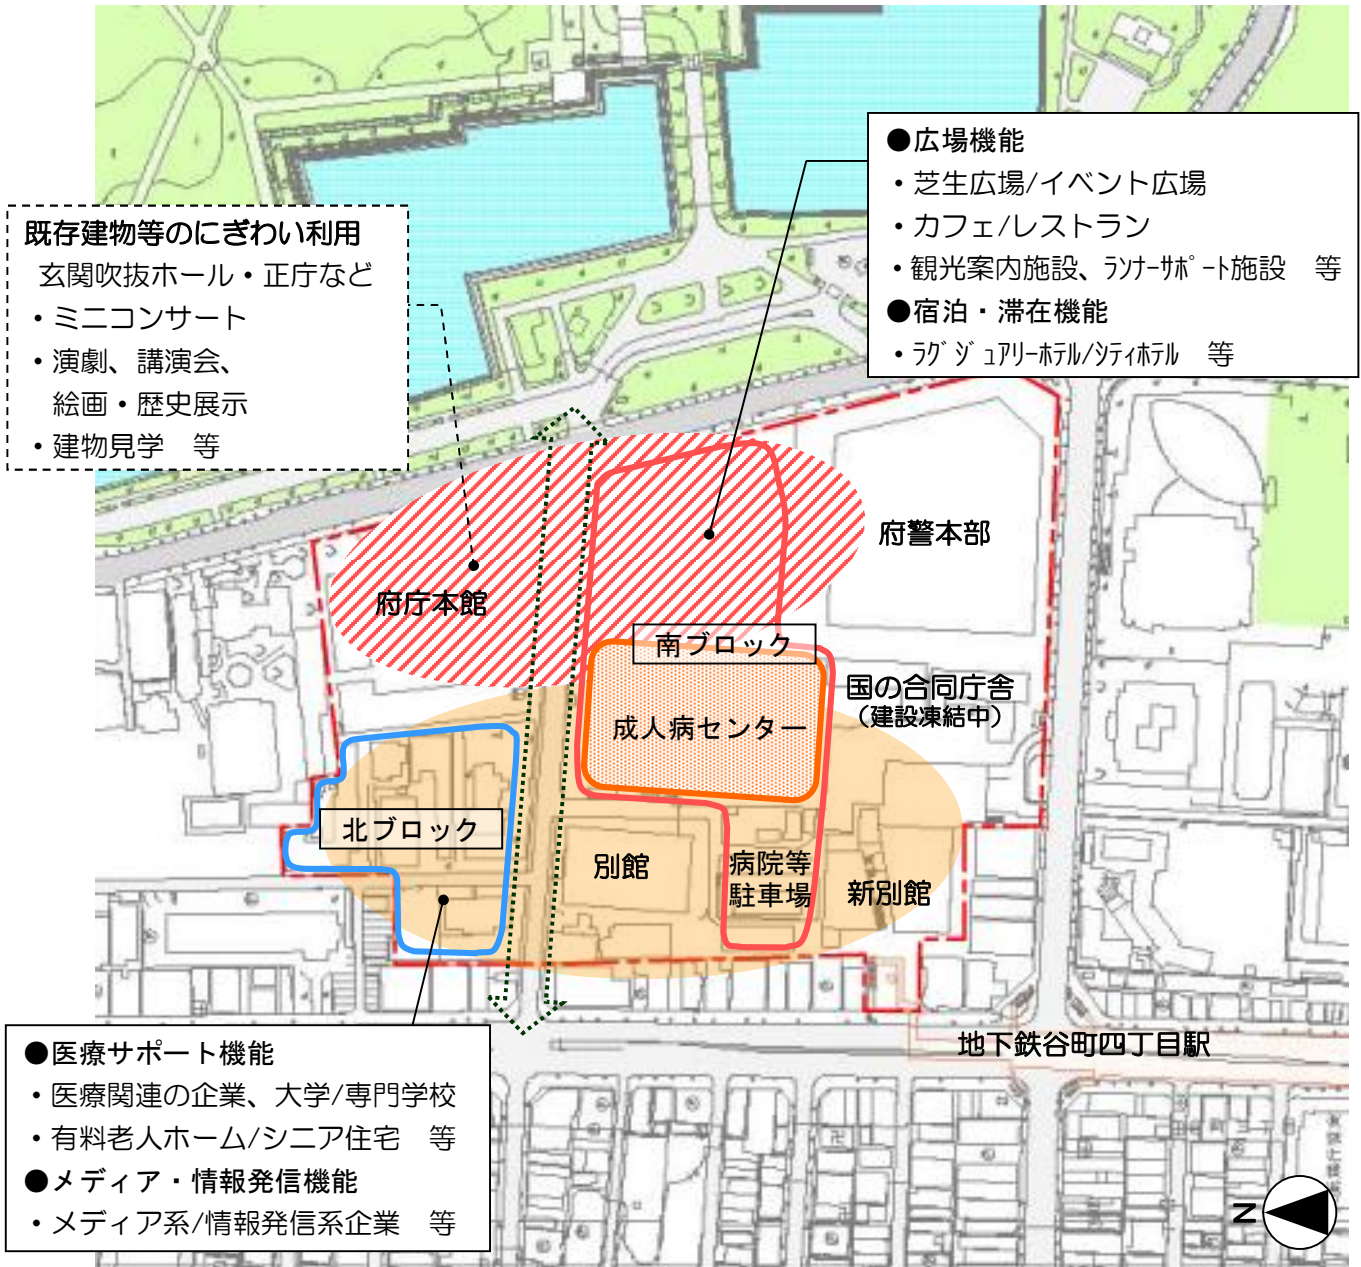 ●広場機能
・芝生広場/イベント広場
・カフェ/レストラン
・観光案内施設、ﾗﾝﾅｰｻﾎﾟｰﾄ施設　等
●宿泊・滞在機能
・ﾗｸﾞｼﾞｭｱﾘｰﾎﾃﾙ/ｼﾃｨﾎﾃﾙ　等
既存建物等のにぎわい利用
玄関吹抜ホール・正庁など
・ミニコンサート
・演劇、講演会、
絵画・歴史展示
・建物見学　等
府警本部
府庁本館
南ブロック
国の合同庁舎
（建設凍結中）
成人病センター
北ブロック
別館
病院等
駐車場
新別館
地下鉄谷町四丁目駅
●医療サポート機能
・医療関連の企業、大学/専門学校
・有料老人ホーム/シニア住宅　等
●メディア・情報発信機能
・メディア系/情報発信系企業　等
N